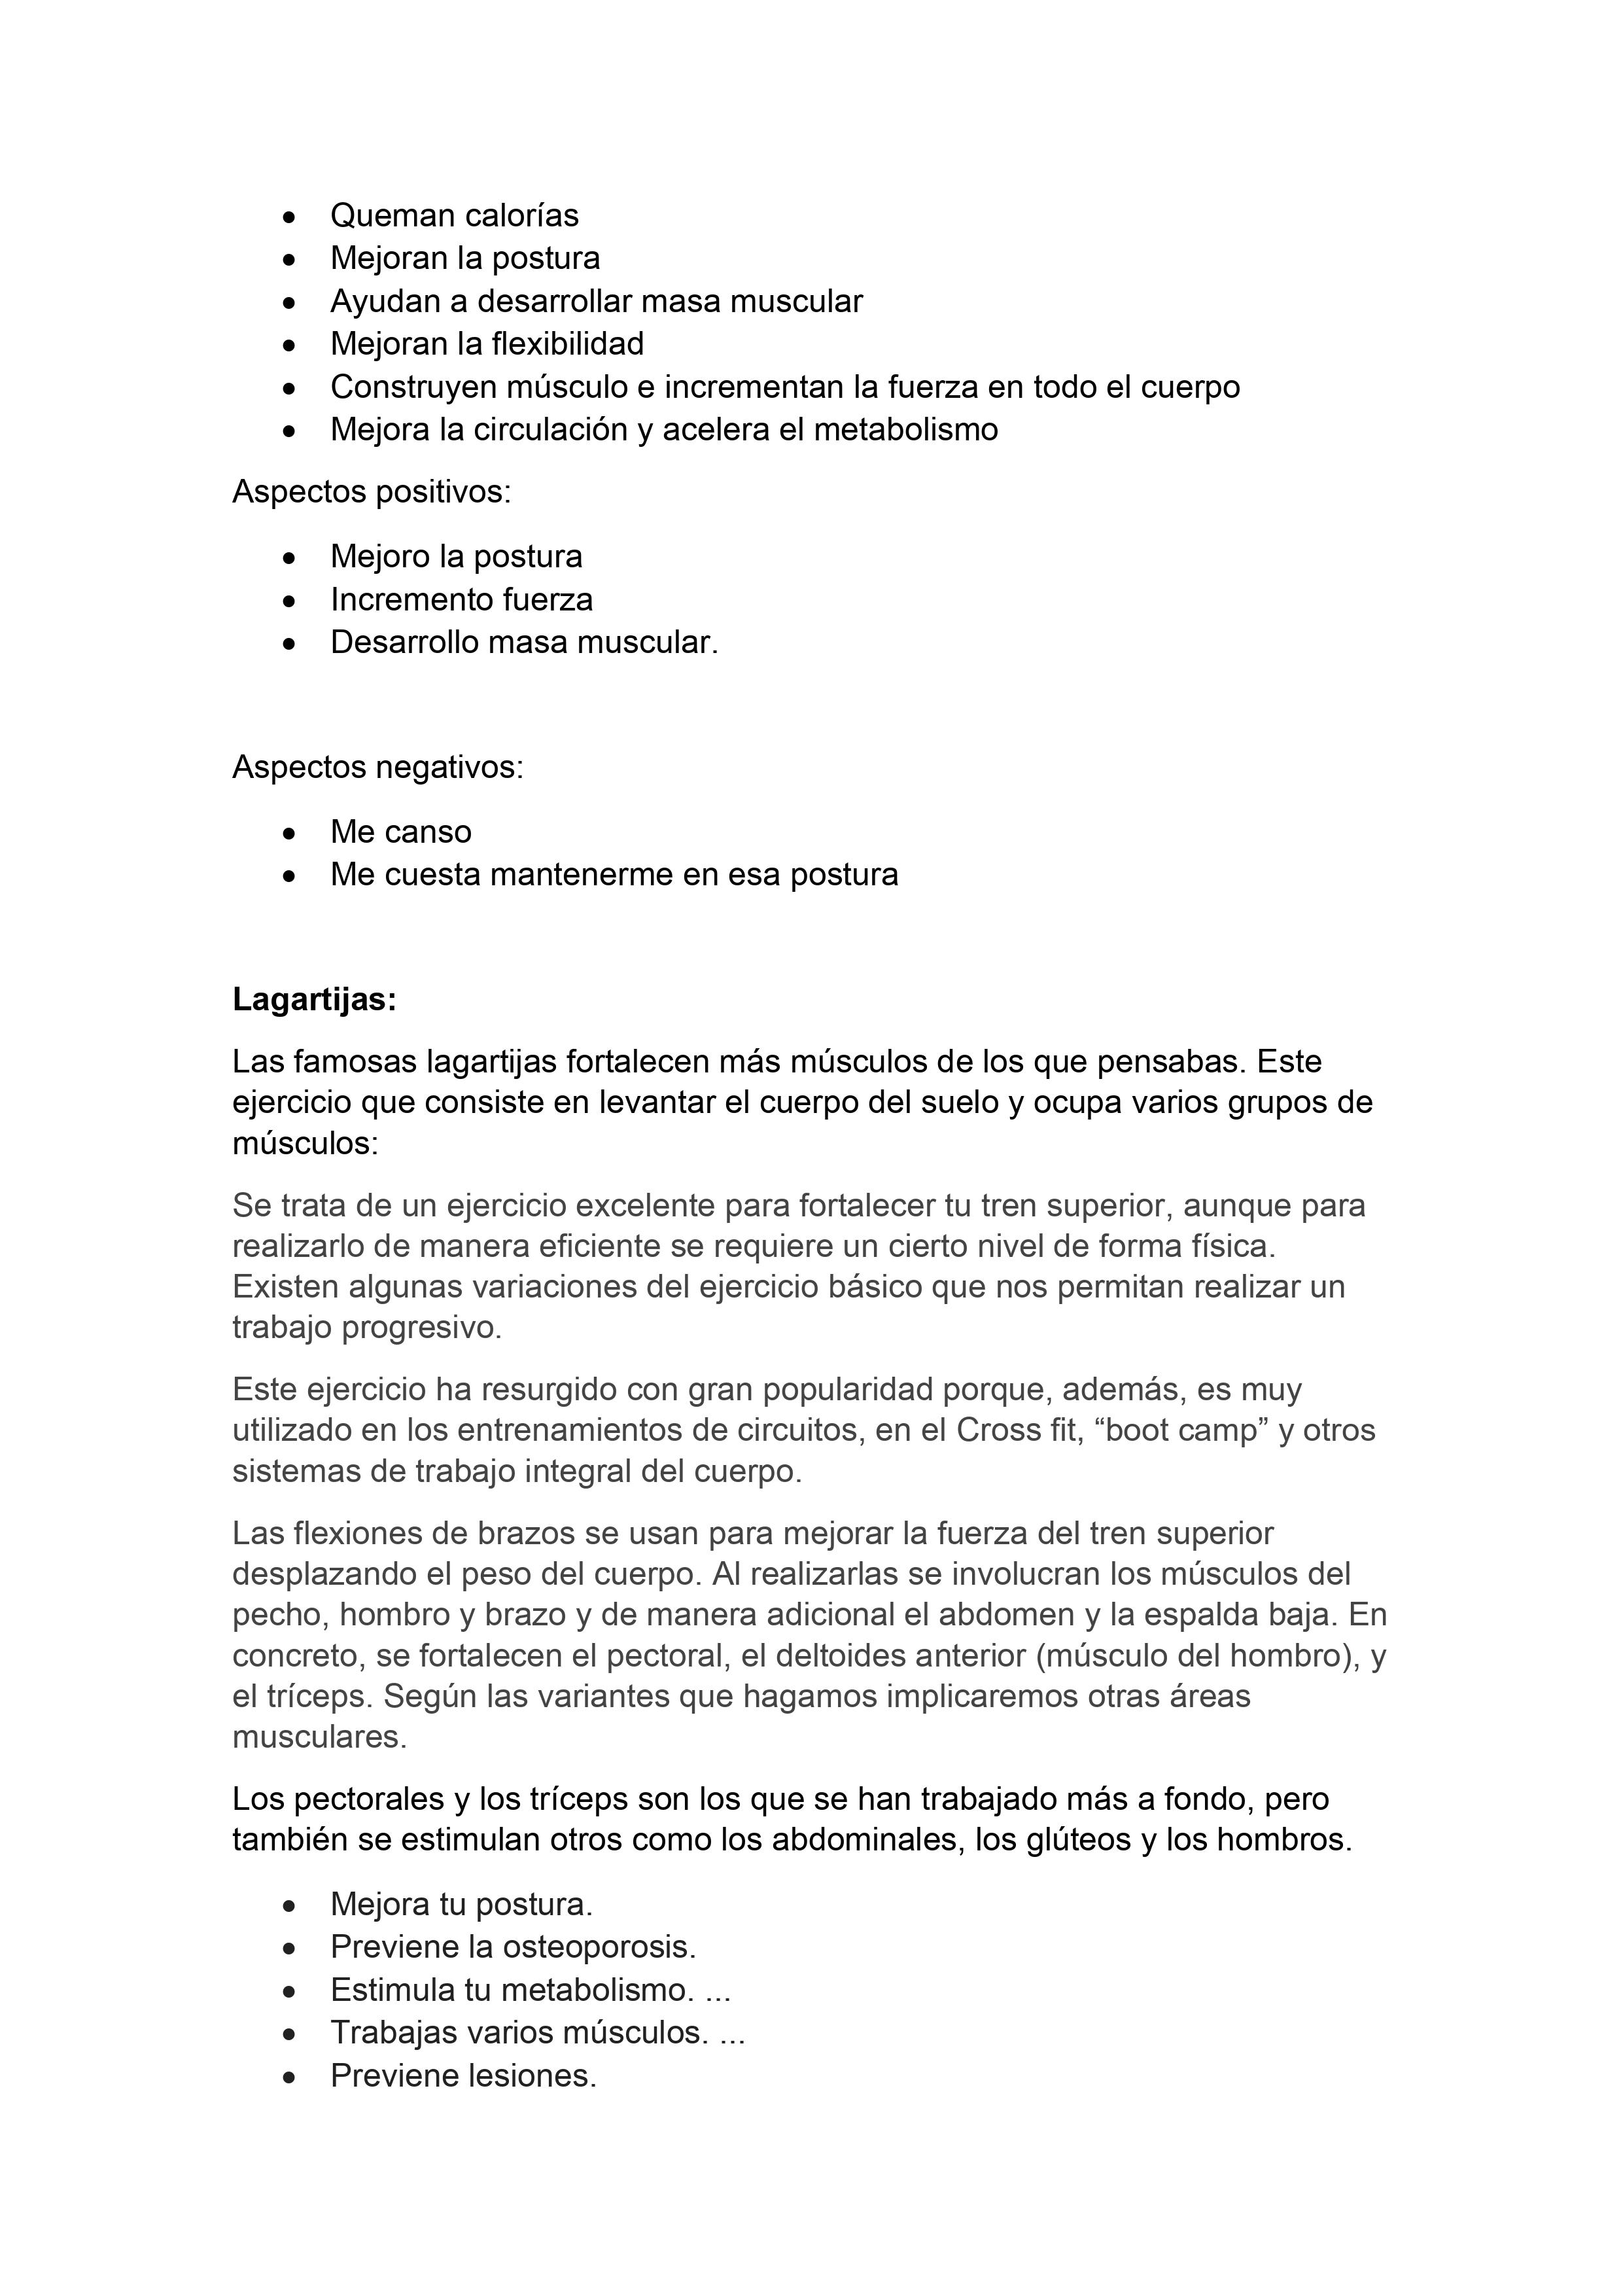 • Queman calorías
• Mejoran la postura
• Ayudan a desarrollar masa muscular
• Mejoran la flexibilidad
• Construyen músculo e incrementan la fuerza en todo el cuerpo
• Mejora la circulación y acelera el metabolismo
Aspectos positivos:
• Mejoro la postura
• Incremento fuerza
• Desarrollo masa muscular.
Aspectos negativos:
• Me canso
• Me cuesta mantenerme en esa postura
Lagartijas:
Las famosas lagartijas fortalecen más músculos de los que pensabas. Este
ejercicio que consiste en levantar el cuerpo del suelo y ocupa varios grupos de
músculos:
Se trata de un ejercicio excelente para fortalecer tu tren superior, aunque para
realizarlo de manera eficiente se requiere un cierto nivel de forma física.
Existen algunas variaciones del ejercicio básico que nos permitan realizar un
trabajo progresivo.
Este ejercicio ha resurgido con gran popularidad porque, además, es muy
utilizado en los entrenamientos de circuitos, en el Cross fit, “boot camp” y otros
sistemas de trabajo integral del cuerpo.
Las flexiones de brazos se usan para mejorar la fuerza del tren superior
desplazando el peso del cuerpo. Al realizarlas se involucran los músculos del
pecho, hombro y brazo y de manera adicional el abdomen y la espalda baja. En
concreto, se fortalecen el pectoral, el deltoides anterior (músculo del hombro), y
el tríceps. Según las variantes que hagamos implicaremos otras áreas
musculares.
Los pectorales y los tríceps son los que se han trabajado más a fondo, pero
también se estimulan otros como los abdominales, los glúteos y los hombros.
• Mejora tu postura.
• Previene la osteoporosis.
• Estimula tu metabolismo. ...
• Trabajas varios músculos. ...
• Previene lesiones.